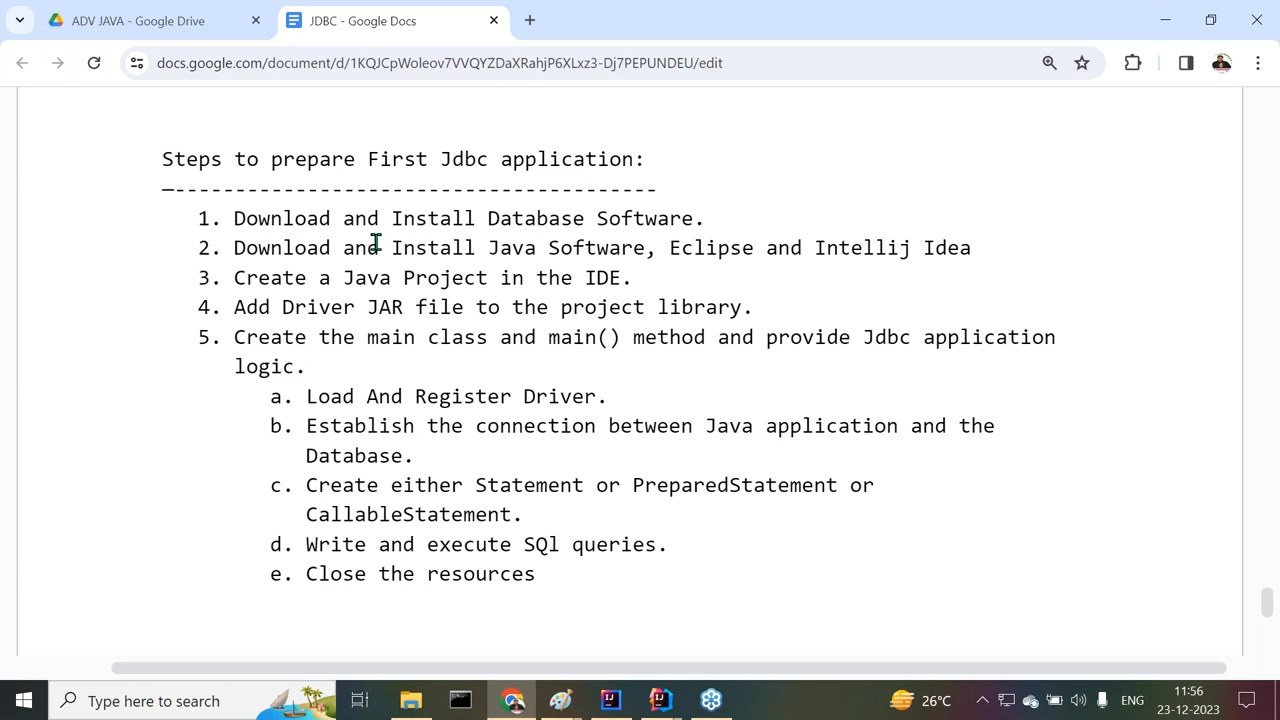 ADV JAVA - Google Drive
JDBC - Google Docs
docs.google.com/document/d/1KQJCpWoleov7VVQYZDaXRahjP6XLxz3-Dj7PEPUNDEU/edit
Steps to prepare First Jdbc application:
—----------------------------------------
1. Download and Install Database Software.
2. Download and Install Java Software, Eclipse and Intellij Idea
3. Create a Java Project in the IDE.
4. Add Driver JAR file to the project library.
5. Create the main class and main() method and provide Jdbc application
logic.
a. Load And Register Driver.
b. Establish the connection between Java application and the
Database.
c. Create either Statement or PreparedStatement or
CallableStatement.
d. Write and execute SQl queries.
e. Close the resources
Type here to search
26°C
ENG
11:56
23-12-2023